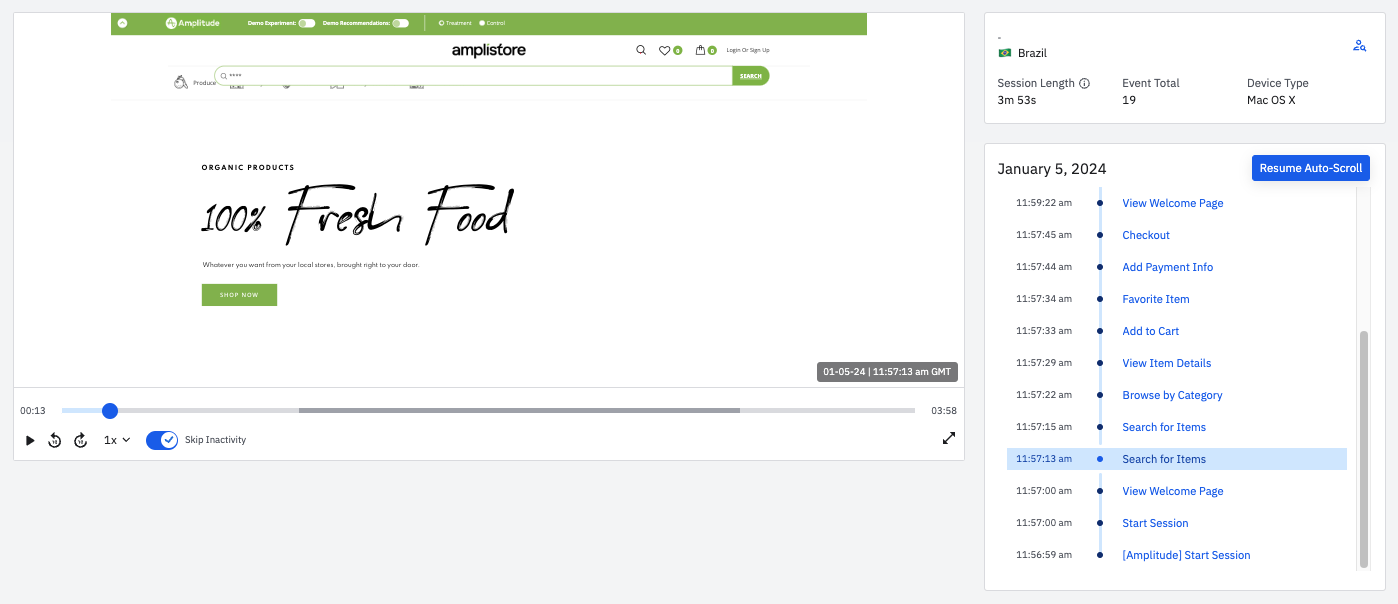 Amplitude Demo Experiment: Demo Recommendations: Treatment Control
amplistore
0 0 Login Or Sign Up
**** SEARCH
Produce
ORGANIC PRODUCTS
100% Fresh Food
Whatever you want from your local stores, brought right to your door.
SHOP NOW
01-05-24 | 11:57:13 am GMT
00:13 03:58
1x Skip Inactivity
-
Brazil
Session Length Event Total Device Type
3m 53s 19 Mac OS X
January 5, 2024 Resume Auto-Scroll
11:59:22 am View Welcome Page
11:57:45 am Checkout
11:57:44 am Add Payment Info
11:57:34 am Favorite Item
11:57:33 am Add to Cart
11:57:29 am View Item Details
11:57:22 am Browse by Category
11:57:15 am Search for Items
11:57:13 am Search for Items
11:57:00 am View Welcome Page
11:57:00 am Start Session
11:56:59 am [Amplitude] Start Session